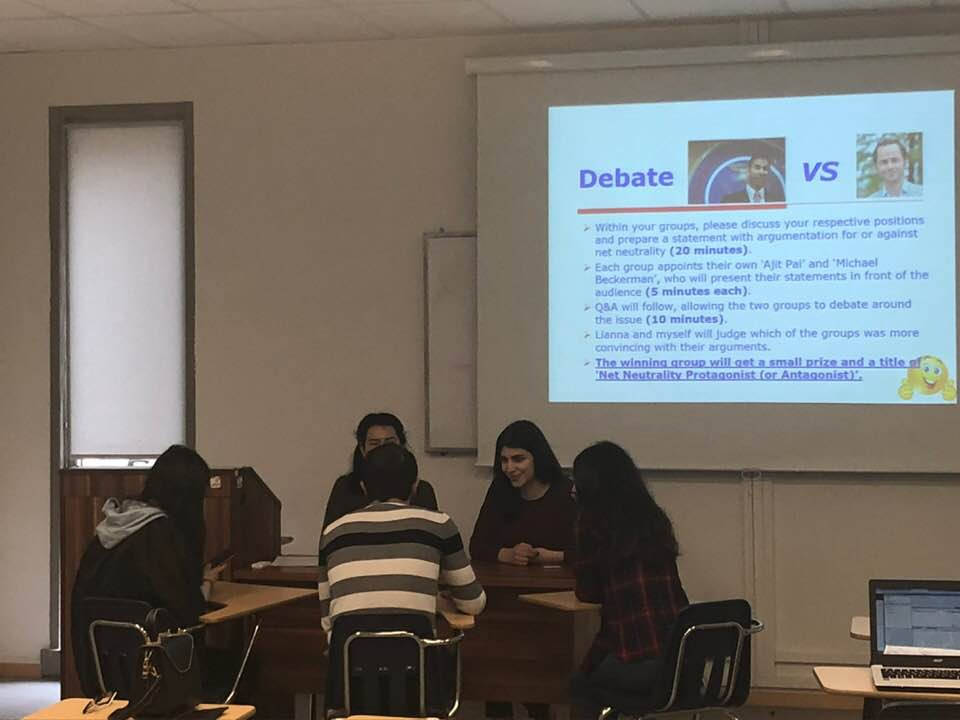 Debate VS
➢ Within your groups, please discuss your respective positions
and prepare a statement with argumentation for or against
net neutrality (20 minutes).
➢ Each group appoints their own 'Ajit Pai' and 'Michael
Beckerman', who will present their statements in front of the
audience (5 minutes each).
➢ Q&A will follow, allowing the two groups to debate around
the issue (10 minutes).
➢ Lianna and myself will judge which of the groups was more
convincing with their arguments.
➢ The winning group will get a small prize and a title of
'Net Neutrality Protagonist (or Antagonist)'.
acer